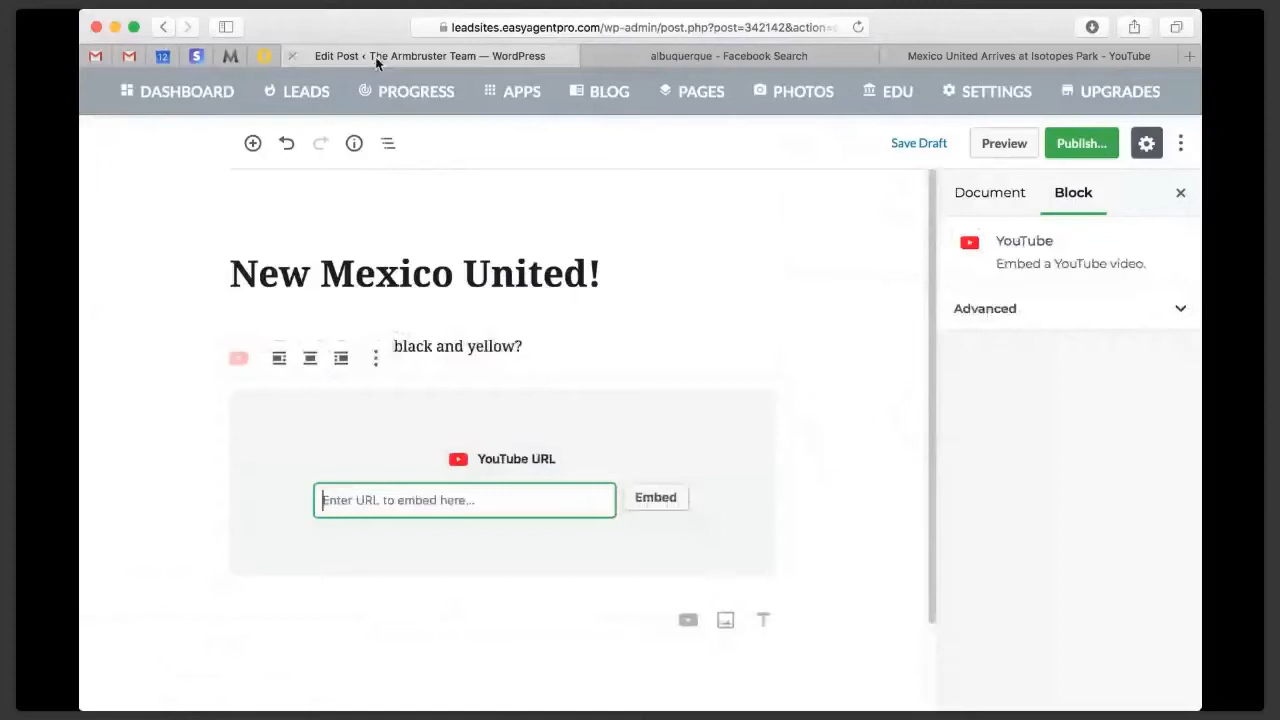 leadsites.easyagentpro.com/wp-admin/post.php?post=342142&action=
12
S
Edit Post ‹ The Armbruster Team — WordPress
albuquerque - Facebook Search
Mexico United Arrives at Isotopes Park - YouTube
DASHBOARD
LEADS
PROGRESS
APPS
BLOG
PAGES
PHOTOS
EDU
SETTINGS
UPGRADES
Save Draft
Preview
Publish...
Document
Block
YouTube
Embed a YouTube video.
Advanced
New Mexico United!
black and yellow?
YouTube URL
Enter URL to embed here...
Embed